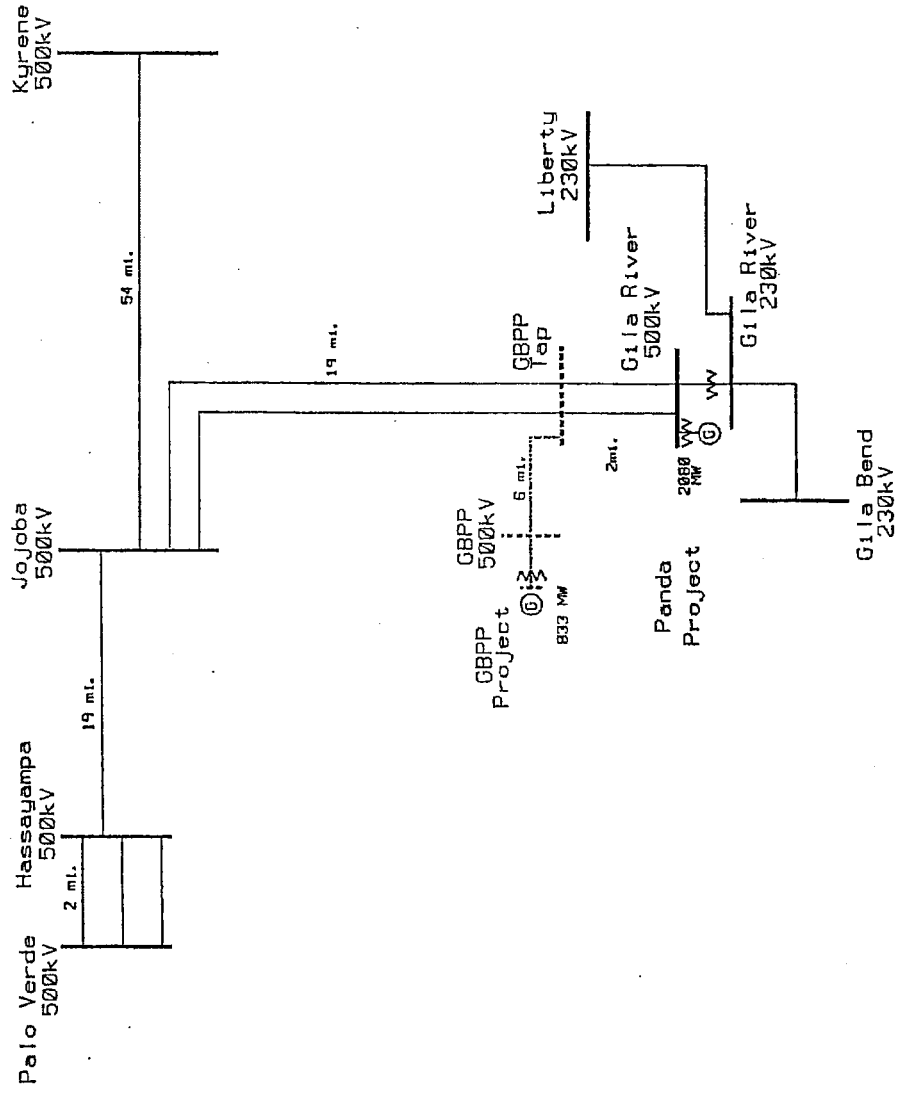 Palo Verde
500kV
Hassayampa
500kV
2 mi.
19 mi.
Jojoba
500kV
54 mi.
Kyrene
500kV
19 mi.
GBPP
Project
G
833 MW
GBPP
500kV
6 mi.
GBPP
Tap
2mi.
Liberty
230kV
Gila River
500kV
Panda
Project
2080
MW
G
Gila River
230kV
Gila Bend
230kV